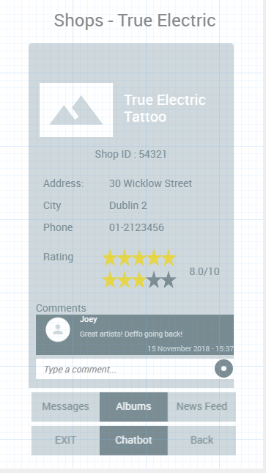 Shops - True Electric
True Electric
Tattoo
Shop ID : 54321
Address: 30 Wicklow Street
City Dublin 2
Phone 01-2123456
Rating
8.0/10
Comments
Joey
Great artists! Deffo going back!
15 November 2018 - 15:37
Type a comment...
Messages Albums News Feed
EXIT Chatbot Back